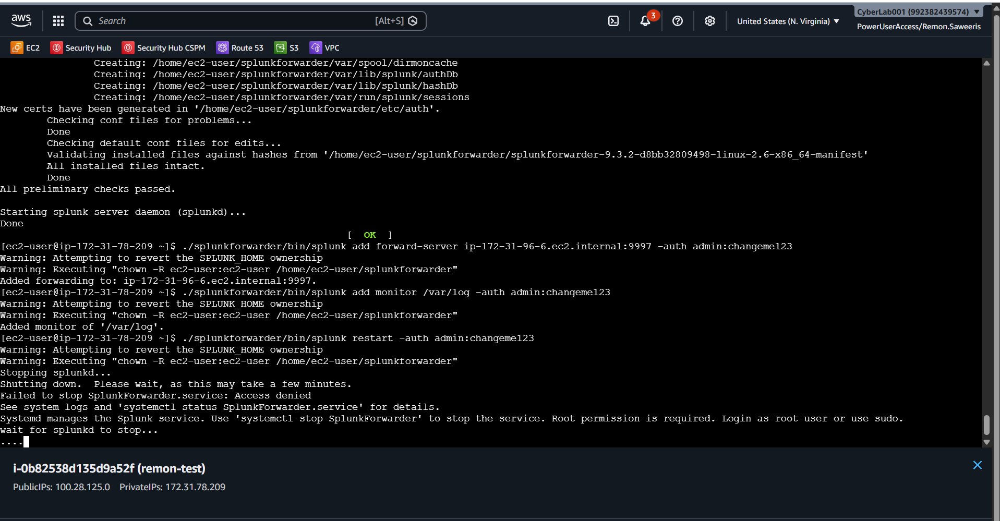 aws
Search
[Alt+S]
3
United States (N. Virginia)
CyberLab001 (992382439574)
PowerUserAccess/Remon.Saweeris
EC2
Security Hub
Security Hub CSPM
Route 53
S3
VPC
Creating: /home/ec2-user/splunkforwarder/var/spool/dirmoncache
Creating: /home/ec2-user/splunkforwarder/var/lib/splunk/authDb
Creating: /home/ec2-user/splunkforwarder/var/lib/splunk/hashDb
Creating: /home/ec2-user/splunkforwarder/var/run/splunk/sessions
New certs have been generated in '/home/ec2-user/splunkforwarder/etc/auth'.
Checking conf files for problems...
Done
Checking default conf files for edits...
Validating installed files against hashes from '/home/ec2-user/splunkforwarder/splunkforwarder-9.3.2-d8bb32809498-linux-2.6-x86_64-manifest'
All installed files intact.
Done
All preliminary checks passed.
Starting splunk server daemon (splunkd)...
Done
[ OK ]
[ec2-user@ip-172-31-78-209 ~]$ ./splunkforwarder/bin/splunk add forward-server ip-172-31-96-6.ec2.internal:9997 -auth admin:changeme123
Warning: Attempting to revert the SPLUNK_HOME ownership
Warning: Executing "chown -R ec2-user:ec2-user /home/ec2-user/splunkforwarder"
Added forwarding to: ip-172-31-96-6.ec2.internal:9997.
[ec2-user@ip-172-31-78-209 ~]$ ./splunkforwarder/bin/splunk add monitor /var/log -auth admin:changeme123
Warning: Attempting to revert the SPLUNK_HOME ownership
Warning: Executing "chown -R ec2-user:ec2-user /home/ec2-user/splunkforwarder"
Added monitor of '/var/log'.
[ec2-user@ip-172-31-78-209 ~]$ ./splunkforwarder/bin/splunk restart -auth admin:changeme123
Warning: Attempting to revert the SPLUNK_HOME ownership
Warning: Executing "chown -R ec2-user:ec2-user /home/ec2-user/splunkforwarder"
Stopping splunkd...
Shutting down.  Please wait, as this may take a few minutes.
Failed to stop SplunkForwarder.service: Access denied
See system logs and 'systemctl status SplunkForwarder.service' for details.
Systemd manages the Splunk service. Use 'systemctl stop SplunkForwarder' to stop the service. Root permission is required. Login as root user or use sudo.
wait for splunkd to stop...
....
i-0b82538d135d9a52f (remon-test)
PublicIPs: 100.28.125.0 PrivateIPs: 172.31.78.209